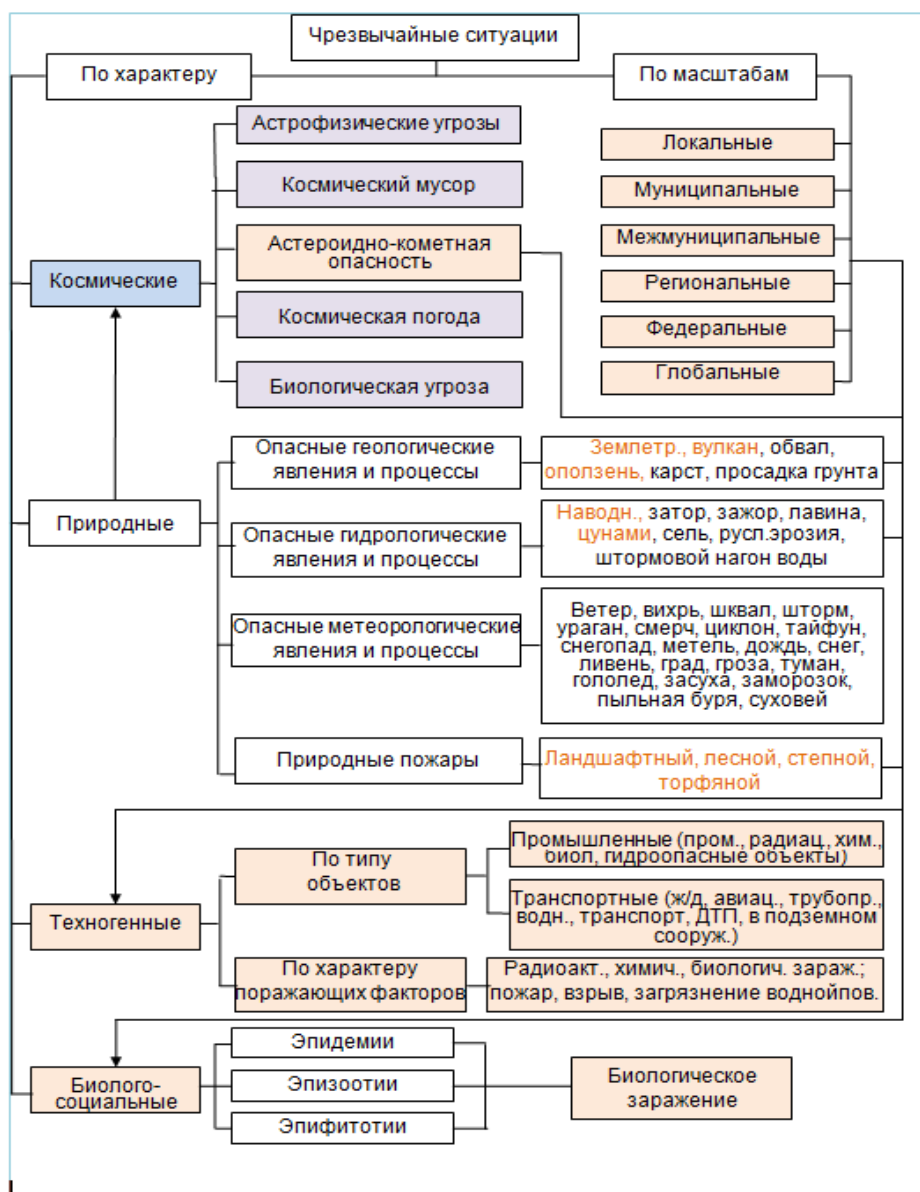 Чрезвычайные ситуации
По характеру
По масштабам
Астрофизические угрозы
Космический мусор
Астероидно-кометная
опасность
Космическая погода
Биологическая угроза
Локальные
Муниципальные
Межмуниципальные
Региональные
Федеральные
Глобальные
Космические
Природные
Опасные геологические
явления и процессы
Землетр., вулкан, обвал,
оползень, карст, просадка грунта
Опасные гидрологические
явления и процессы
Наводн., затор, зажор, лавина,
цунами, сель, русл.эрозия,
штормовой нагон воды
Опасные метеорологические
явления и процессы
Ветер, вихрь, шквал, шторм,
ураган, смерч, циклон, тайфун,
снегопад, метель, дождь, снег,
ливень, град, гроза, туман,
гололед, засуха, заморозок,
пыльная буря, суховей
Природные пожары
Ландшафтный, лесной, степной,
торфяной
Техногенные
По типу
объектов
Промышленные (пром., радиац., хим.,
биол, гидроопасные объекты)
Транспортные (ж/д, авиац., трубопр.,
водн., транспорт, ДТП, в подземном
сооруж.)
По характеру
поражающих факторов
Радиоакт., химич., биологич. зараж.;
пожар, взрыв, загрязнение воднойпов.
Биолого-
социальные
Эпидемии
Эпизоотии
Эпифитотии
Биологическое
заражение